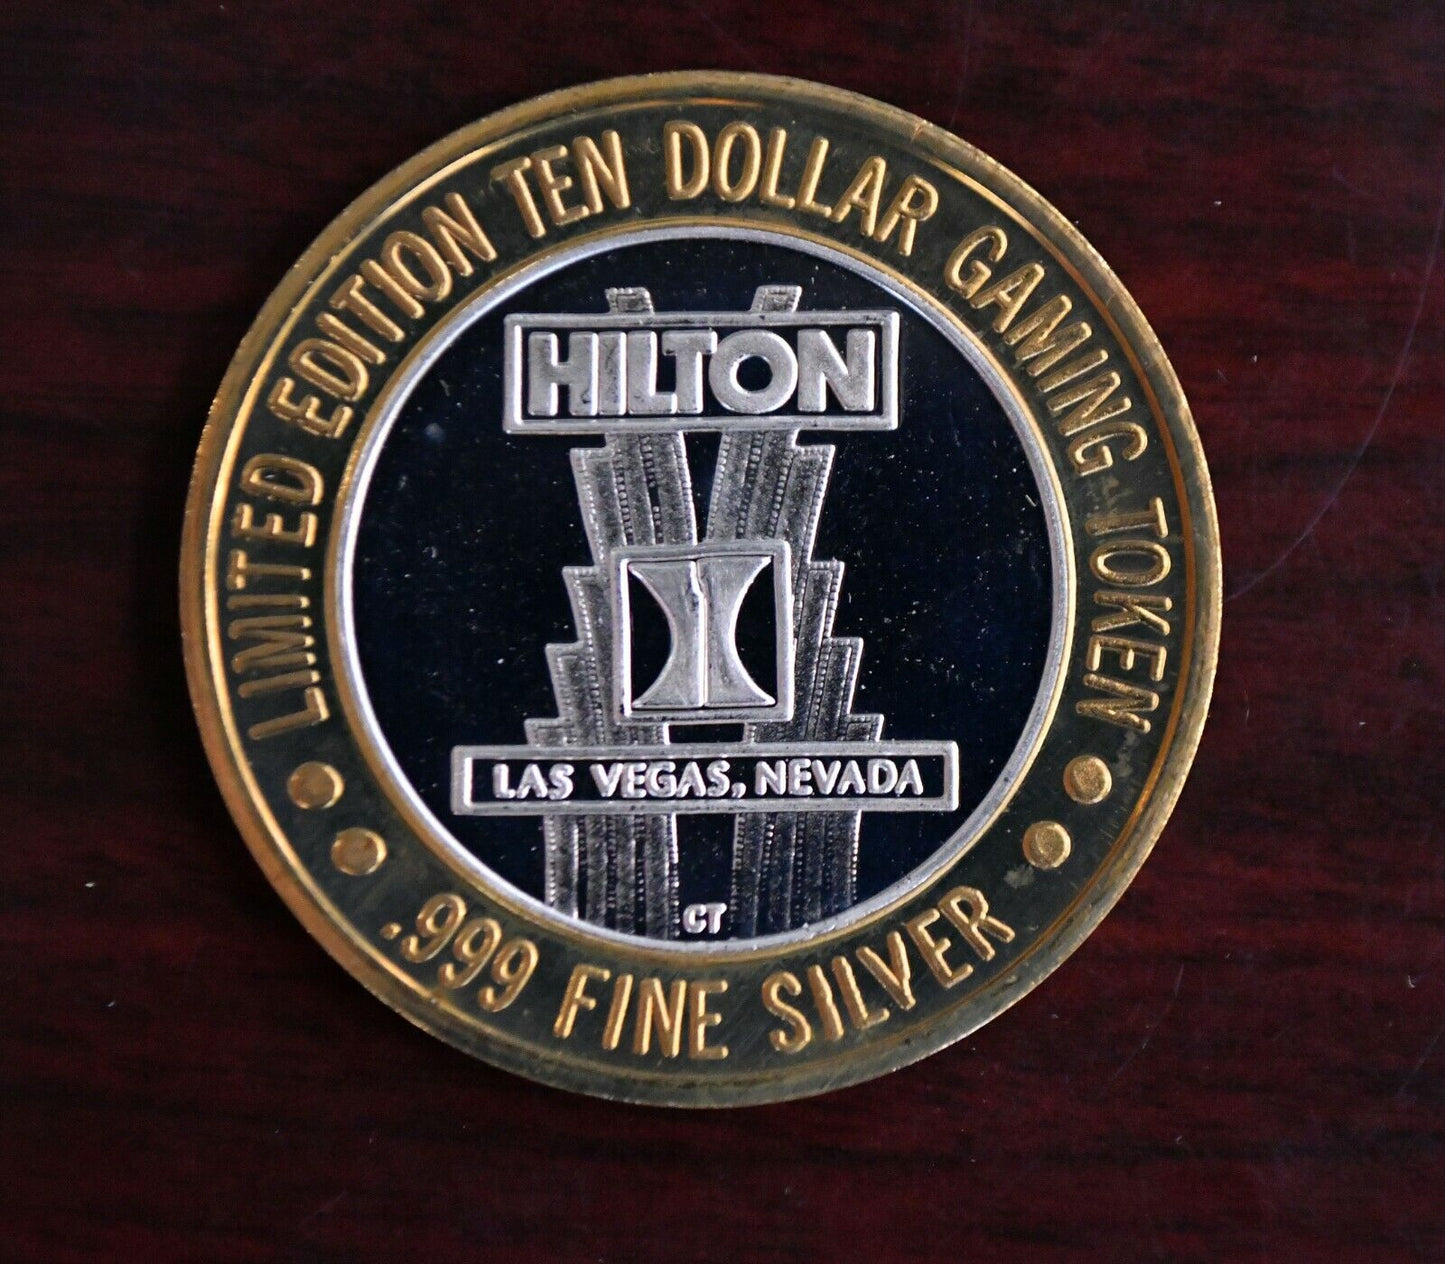 LIMITED EDITION TEN DOLLAR GAMING TOKEN
HILTON
LAS VEGAS, NEVADA
CT
.999 FINE SILVER